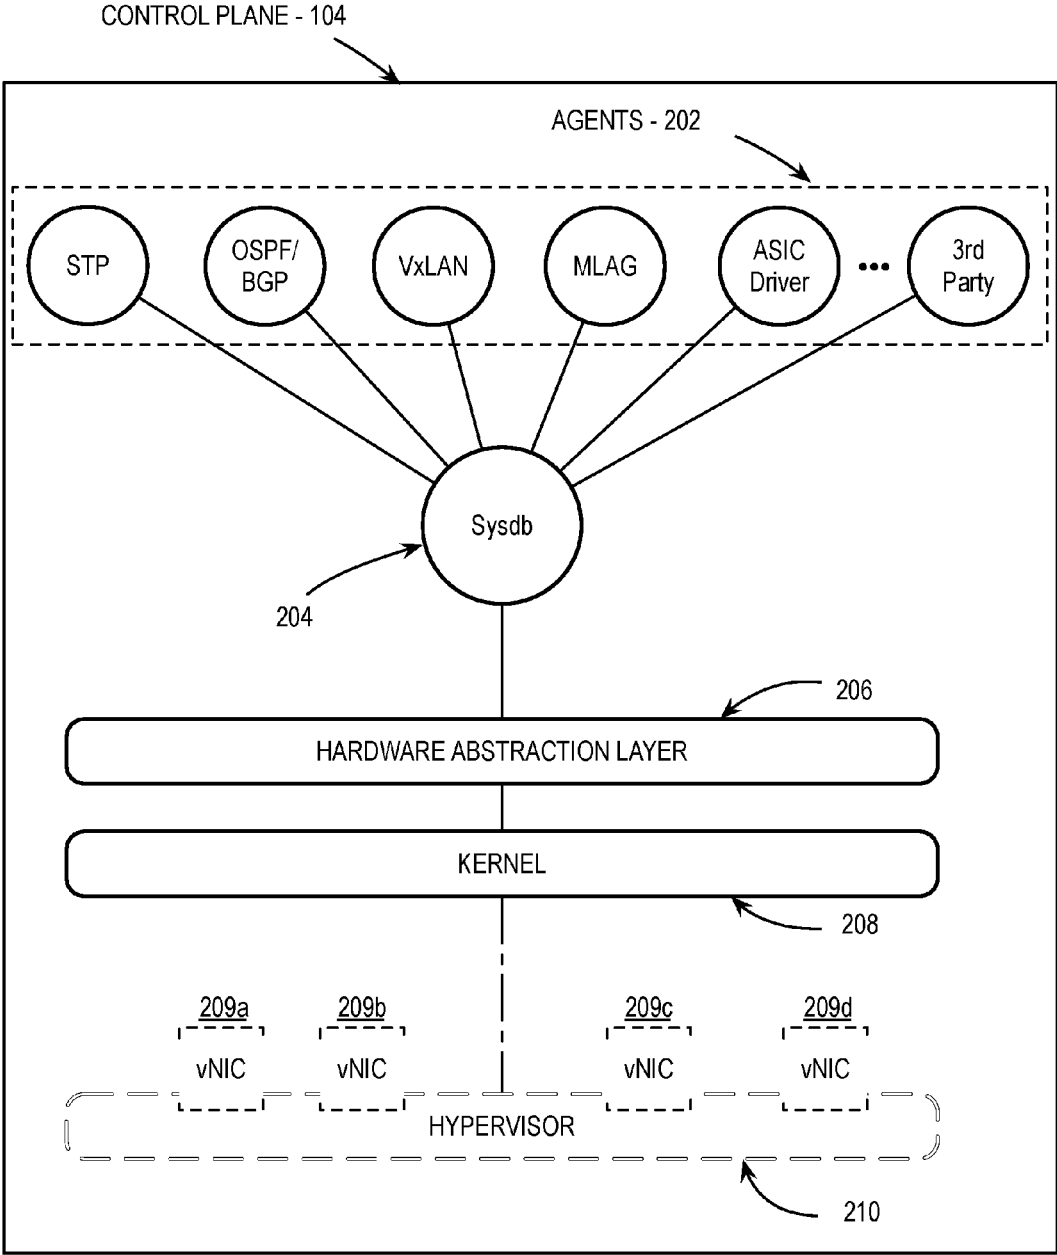 CONTROL PLANE - 104
AGENTS - 202
STP
OSPF/
BGP
VxLAN
MLAG
ASIC
Driver
•••
3rd
Party
Sysdb
204
206
HARDWARE ABSTRACTION LAYER
KERNEL
208
209a
209b
209c
209d
vNIC
vNIC
vNIC
vNIC
HYPERVISOR
210